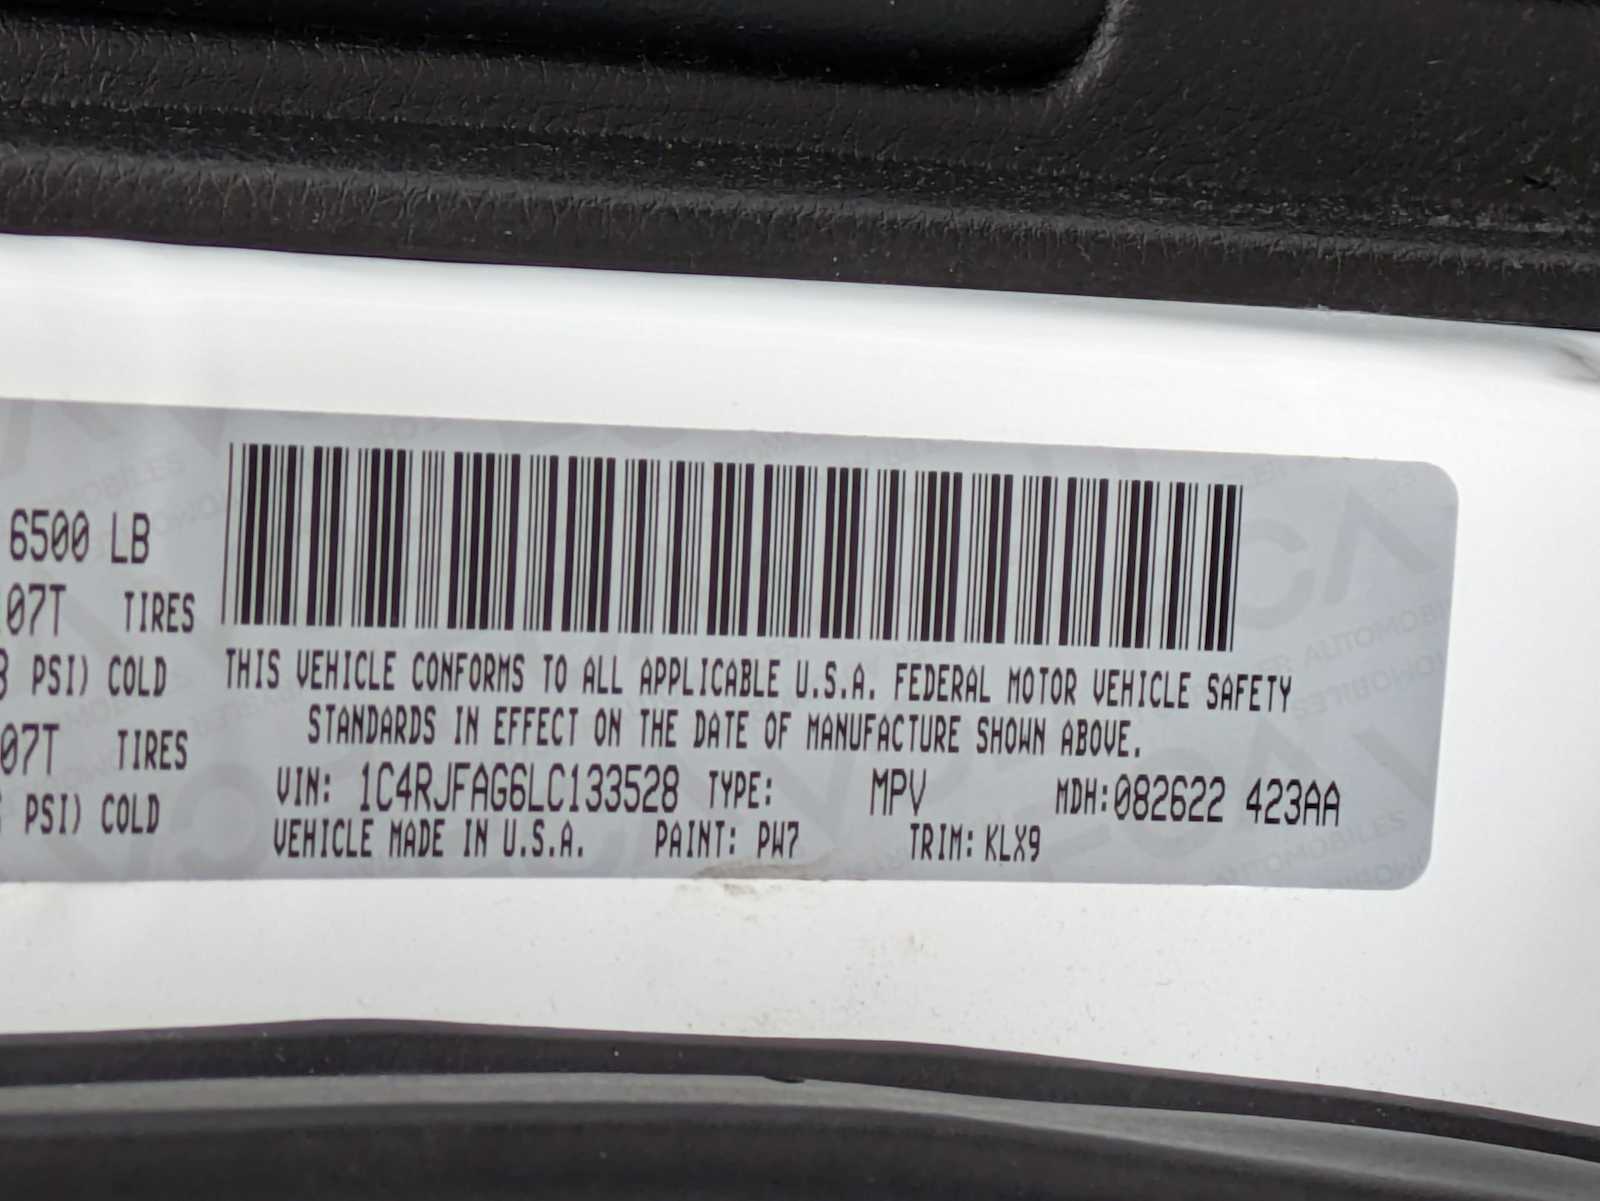 6500 LB
07T TIRES
PSI) COLD
07T TIRES
PSI) COLD
THIS VEHICLE CONFORMS TO ALL APPLICABLE U.S.A. FEDERAL MOTOR VEHICLE SAFETY
STANDARDS IN EFFECT ON THE DATE OF MANUFACTURE SHOWN ABOVE.
VIN: 1C4RJFAG6LC133528 TYPE: MPV MDH:082622 423AA
VEHICLE MADE IN U.S.A. PAINT: PW7 TRIM: KLX9